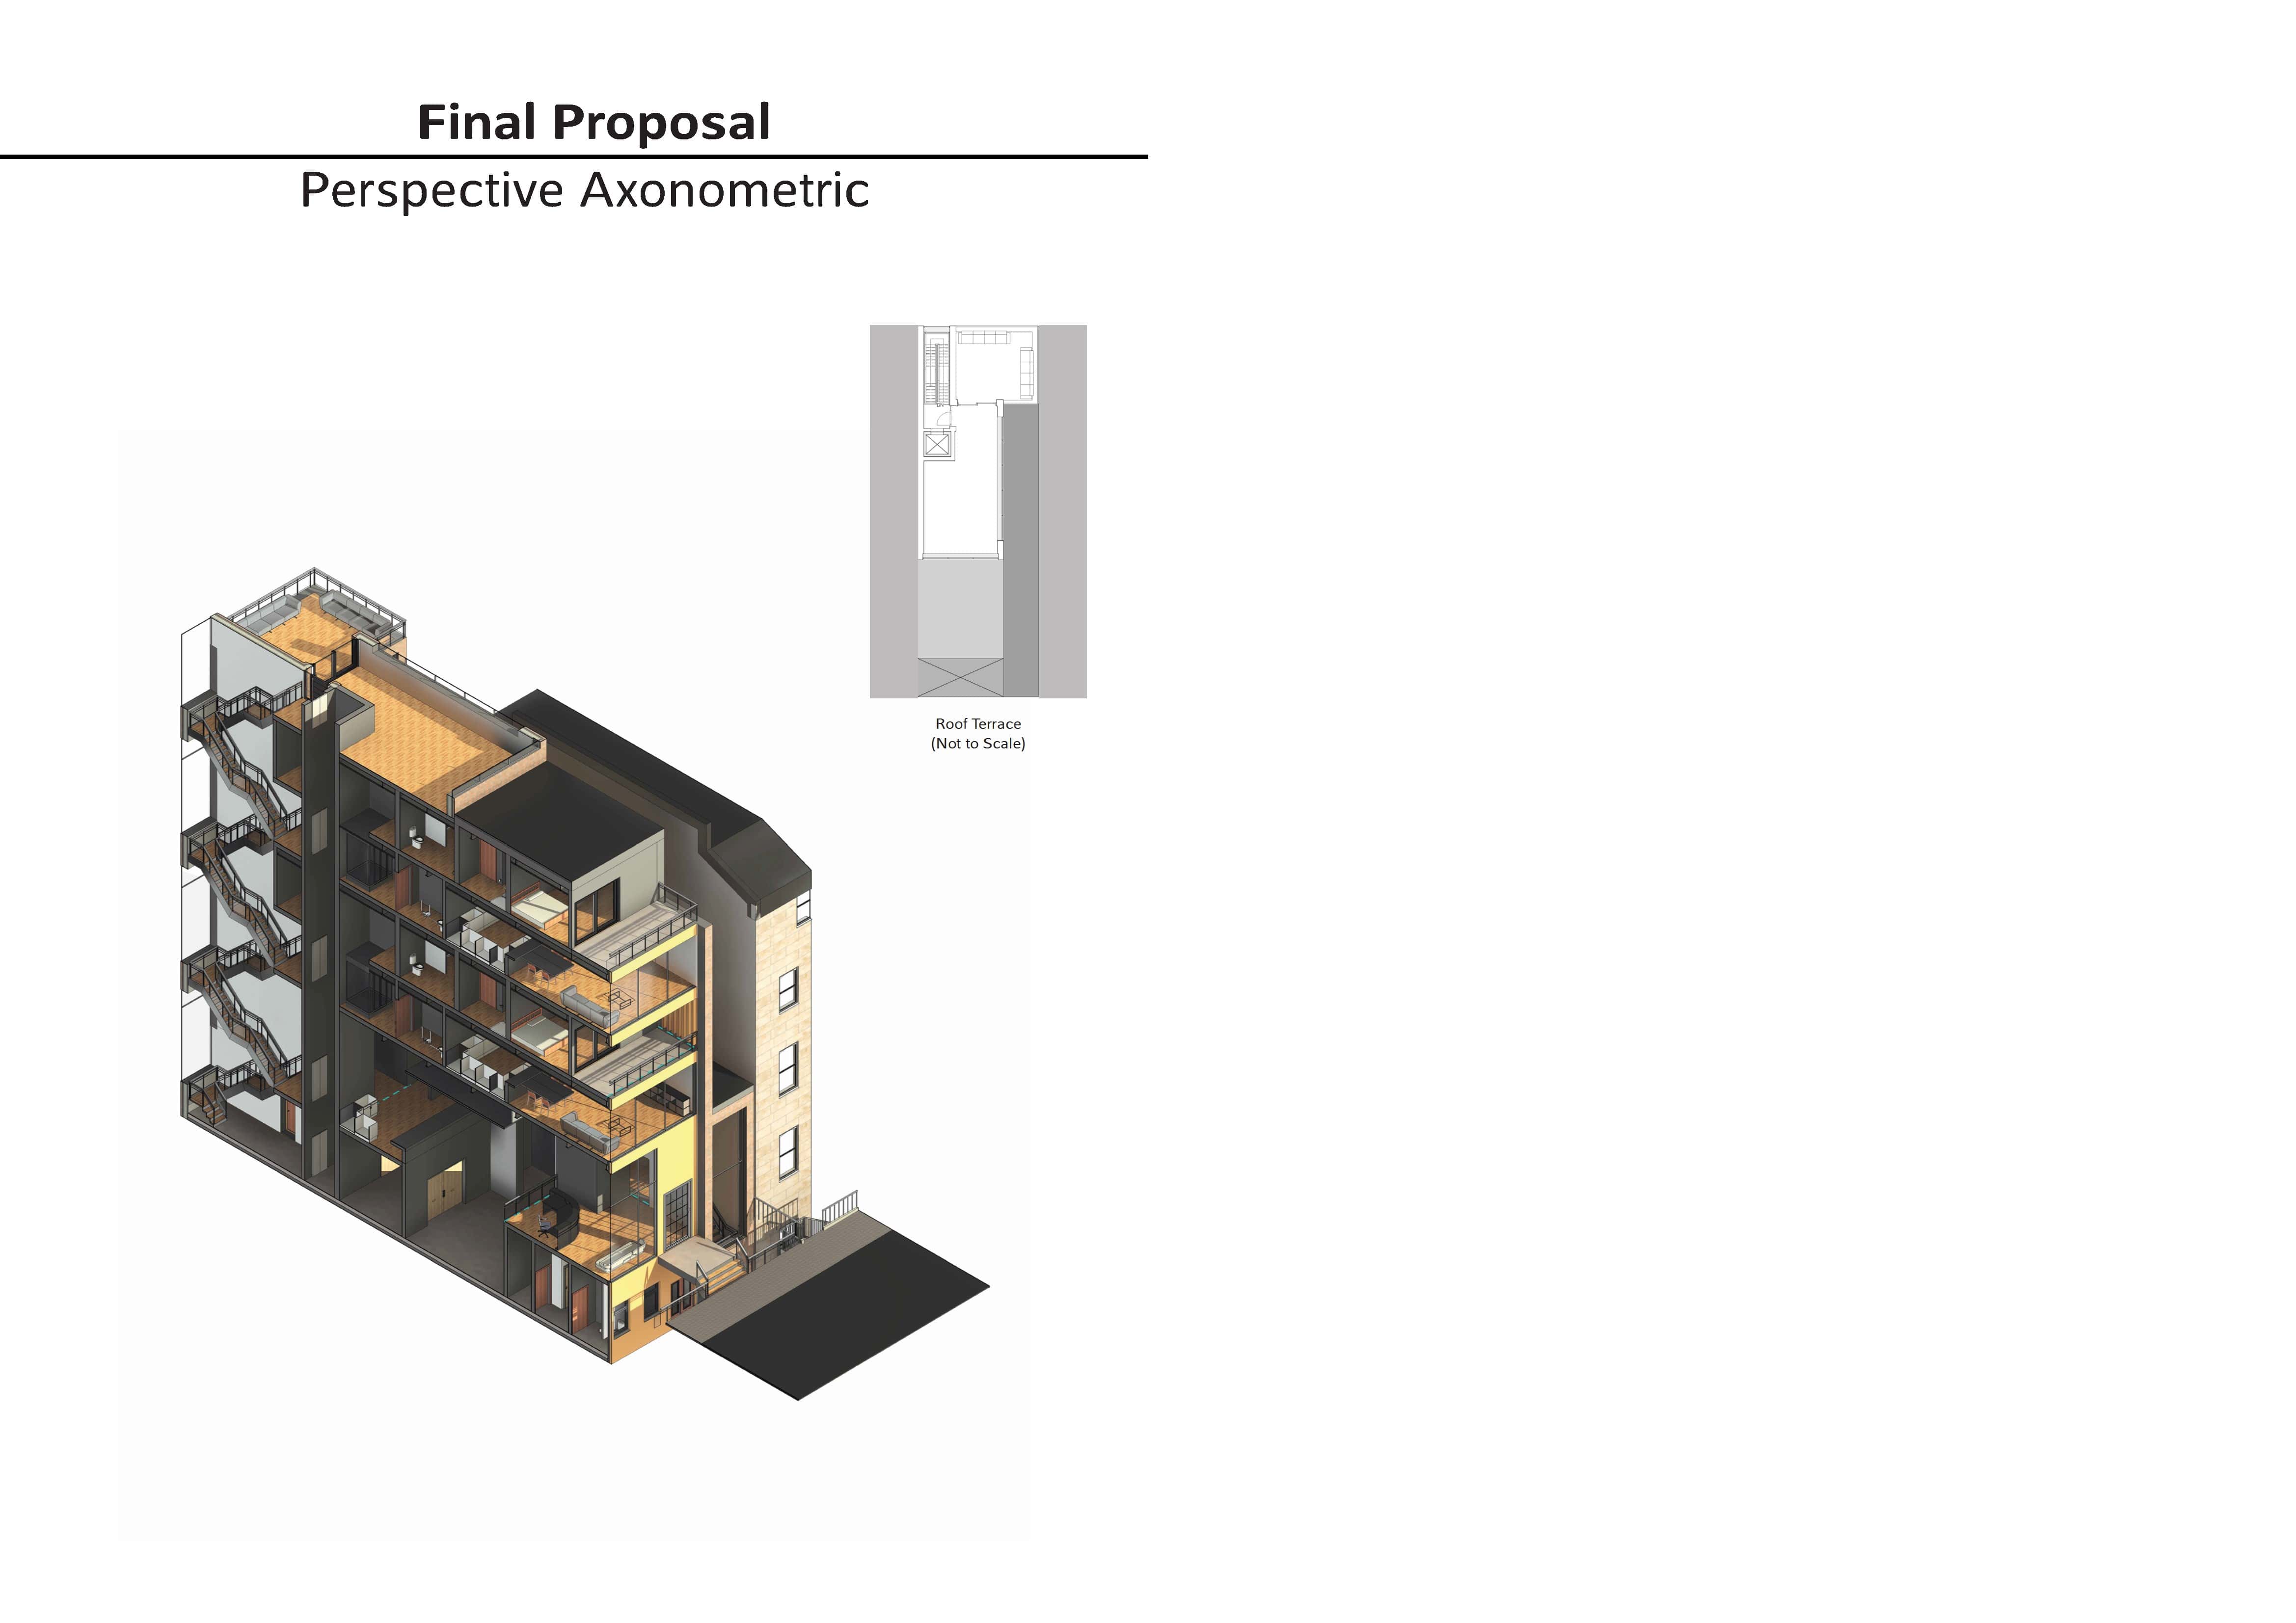 Final Proposal
Perspective Axonometric
Roof Terrace
(Not to Scale)